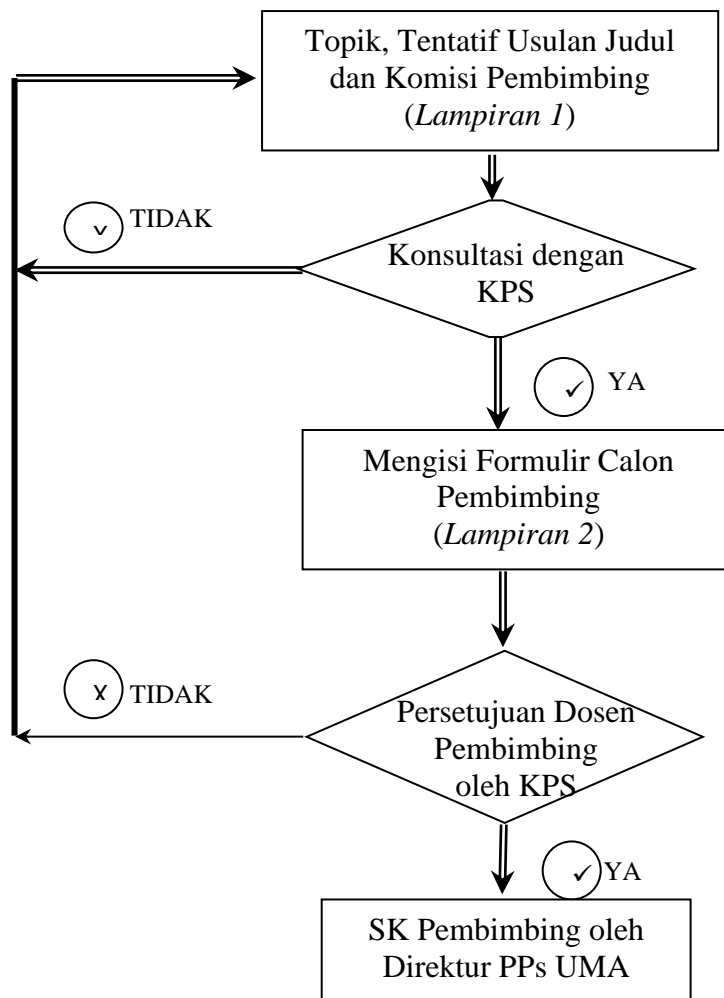 Topik, Tentatif Usulan Judul
dan Komisi Pembimbing
(Lampiran 1)
v TIDAK
Konsultasi dengan
KPS
✓ YA
Mengisi Formulir Calon
Pembimbing
(Lampiran 2)
x TIDAK
Persetujuan Dosen
Pembimbing
oleh KPS
✓ YA
SK Pembimbing oleh
Direktur PPs UMA